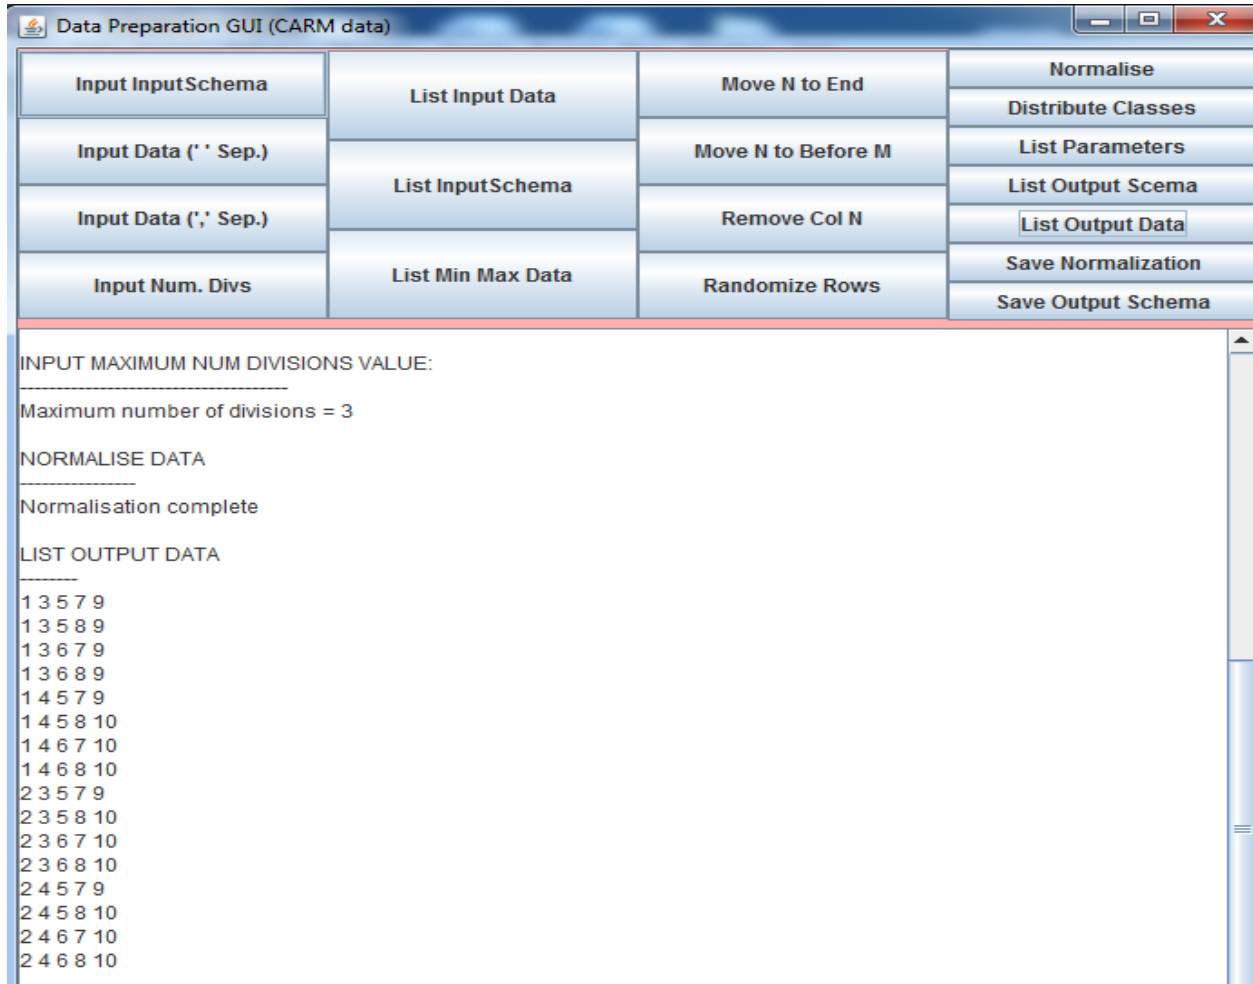 Data Preparation GUI (CARM data)
Input InputSchema
Input Data (' ' Sep.)
Input Data (',' Sep.)
Input Num. Divs
List Input Data
List InputSchema
List Min Max Data
Move N to End
Move N to Before M
Remove Col N
Randomize Rows
Normalise
Distribute Classes
List Parameters
List Output Scema
List Output Data
Save Normalization
Save Output Schema
INPUT MAXIMUM NUM DIVISIONS VALUE:
-------------------------------------
Maximum number of divisions = 3
NORMALISE DATA
----------------
Normalisation complete
LIST OUTPUT DATA
--------
1 3 5 7 9
1 3 5 8 9
1 3 6 7 9
1 3 6 8 9
1 4 5 7 9
1 4 5 8 10
1 4 6 7 10
1 4 6 8 10
2 3 5 7 9
2 3 5 8 10
2 3 6 7 10
2 3 6 8 10
2 4 5 7 9
2 4 5 8 10
2 4 6 7 10
2 4 6 8 10